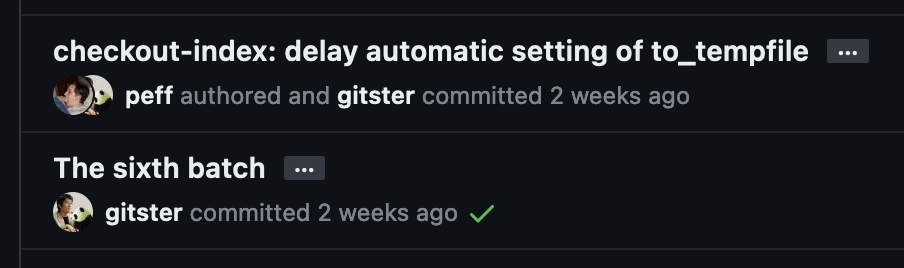 checkout-index: delay automatic setting of to_tempfile ...
peff authored and gitster committed 2 weeks ago
The sixth batch ...
gitster committed 2 weeks ago